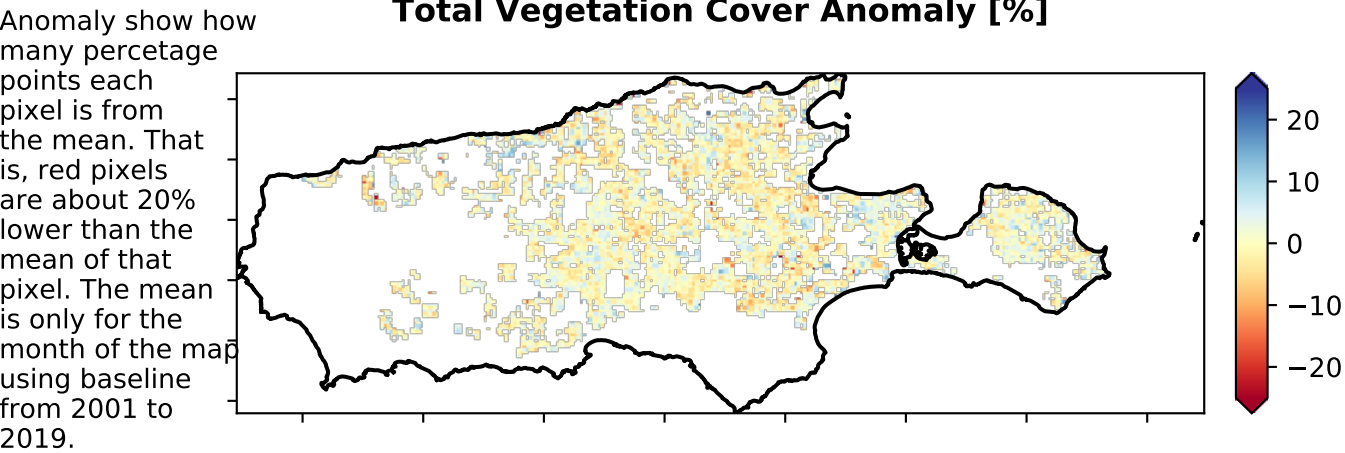 Total Vegetation Cover Anomaly [%]
Anomaly show how
many percetage
points each
pixel is from
the mean. That
is, red pixels
are about 20%
lower than the
mean of that
pixel. The mean
is only for the
month of the map
using baseline
from 2001 to
2019.
20
10
0
−10
−20